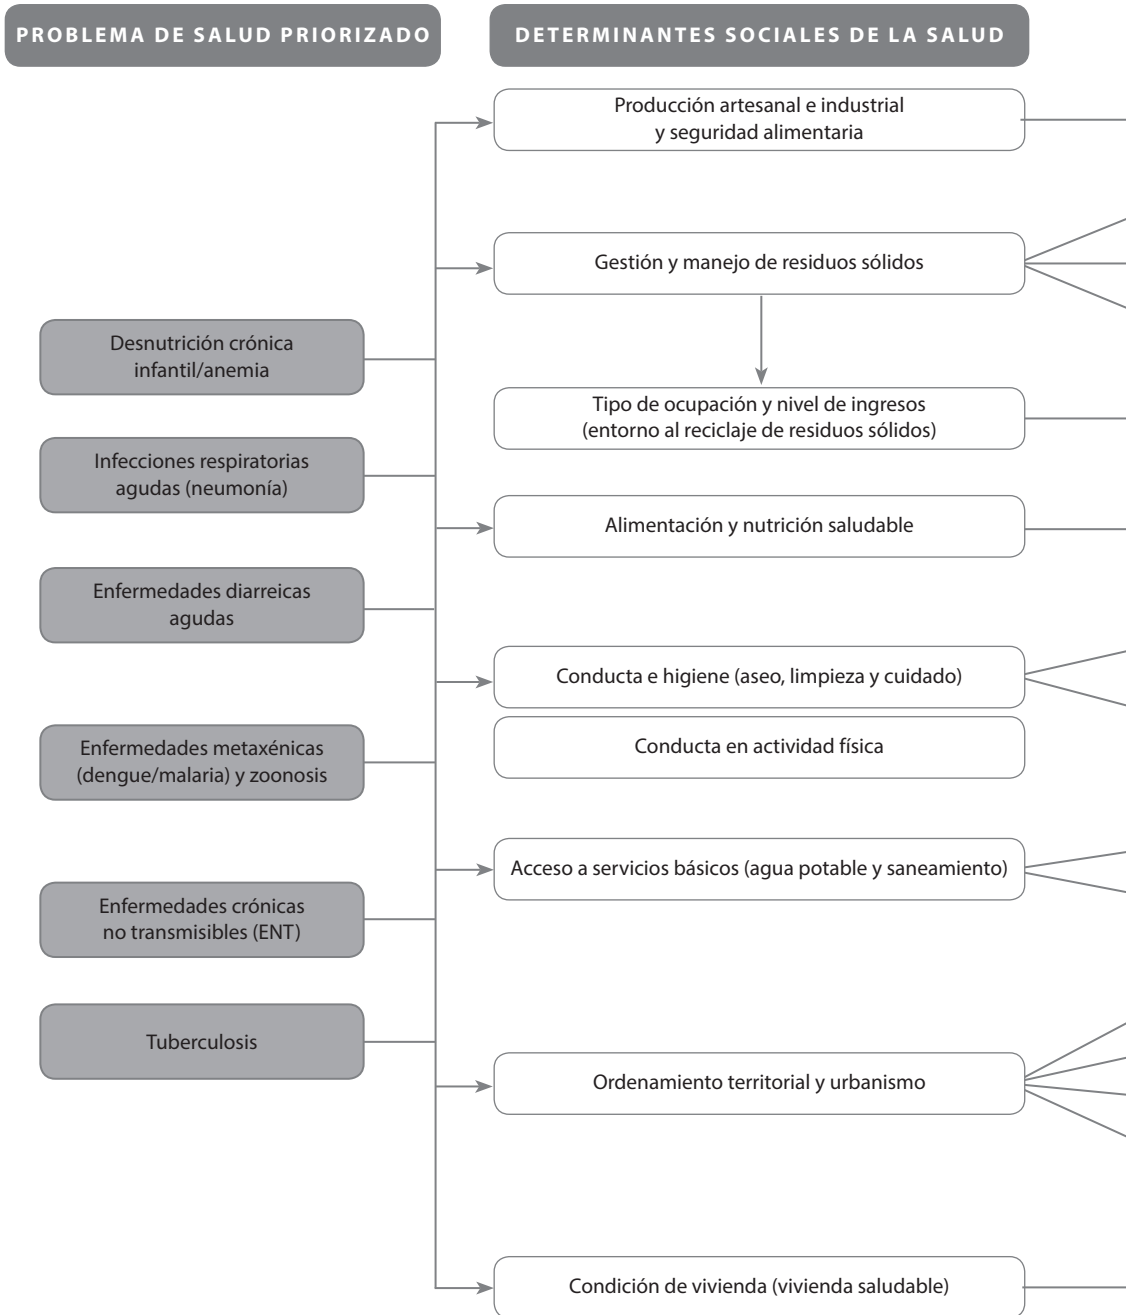 PROBLEMA DE SALUD PRIORIZADO
DETERMINANTES SOCIALES DE LA SALUD
Desnutrición crónica
infantil/anemia
Infecciones respiratorias
agudas (neumonía)
Enfermedades diarreicas
agudas
Enfermedades metaxénicas
(dengue/malaria) y zoonosis
Enfermedades crónicas
no transmisibles (ENT)
Tuberculosis
Producción artesanal e industrial
y seguridad alimentaria
Gestión y manejo de residuos sólidos
Tipo de ocupación y nivel de ingresos
(entorno al reciclaje de residuos sólidos)
Alimentación y nutrición saludable
Conducta e higiene (aseo, limpieza y cuidado)
Conducta en actividad física
Acceso a servicios básicos (agua potable y saneamiento)
Ordenamiento territorial y urbanismo
Condición de vivienda (vivienda saludable)